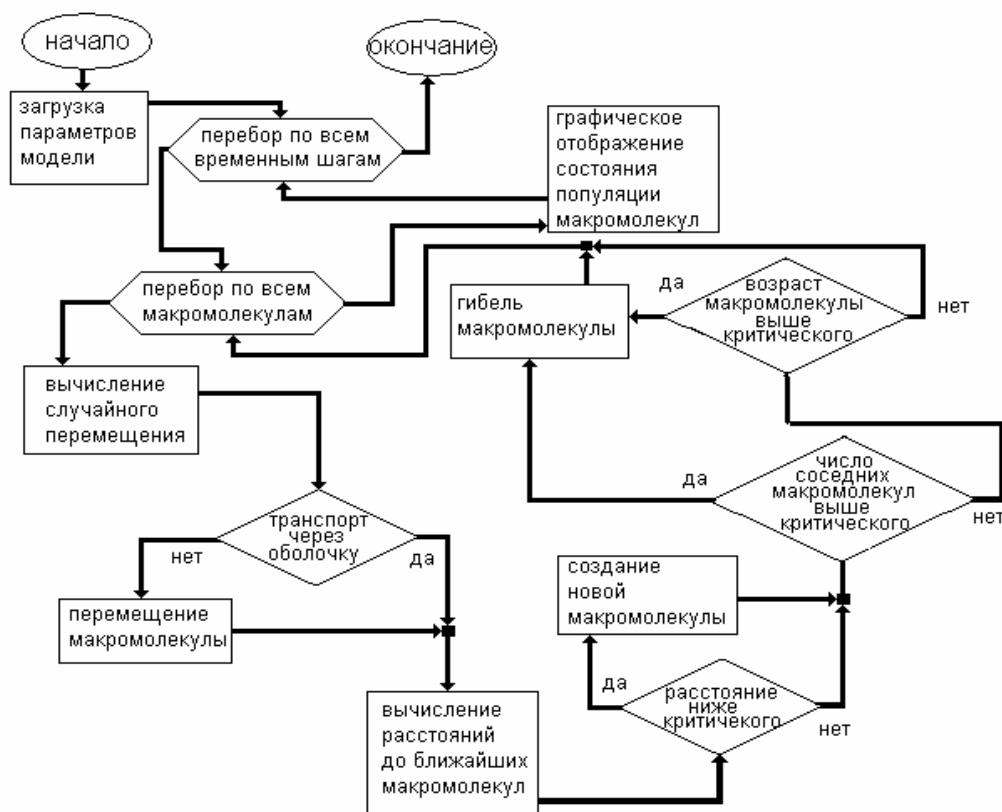 начало
окончание
загрузка
параметров
модели
перебор по всем
временным шагам
графическое
отображение
состояния
популяции
макромолекул
перебор по всем
макромолекулам
гибель
макромолекулы
да
возраст
макромолекулы
выше
критического
нет
вычисление
случайного
перемещения
да
число
соседних
макромолекул
выше
критического
нет
транспорт
через
оболочку
нет
да
создание
новой
макромолекулы
перемещение
макромолекулы
да
расстояние
ниже
критичекого
нет
вычисление
расстояний
до ближайших
макромолекул